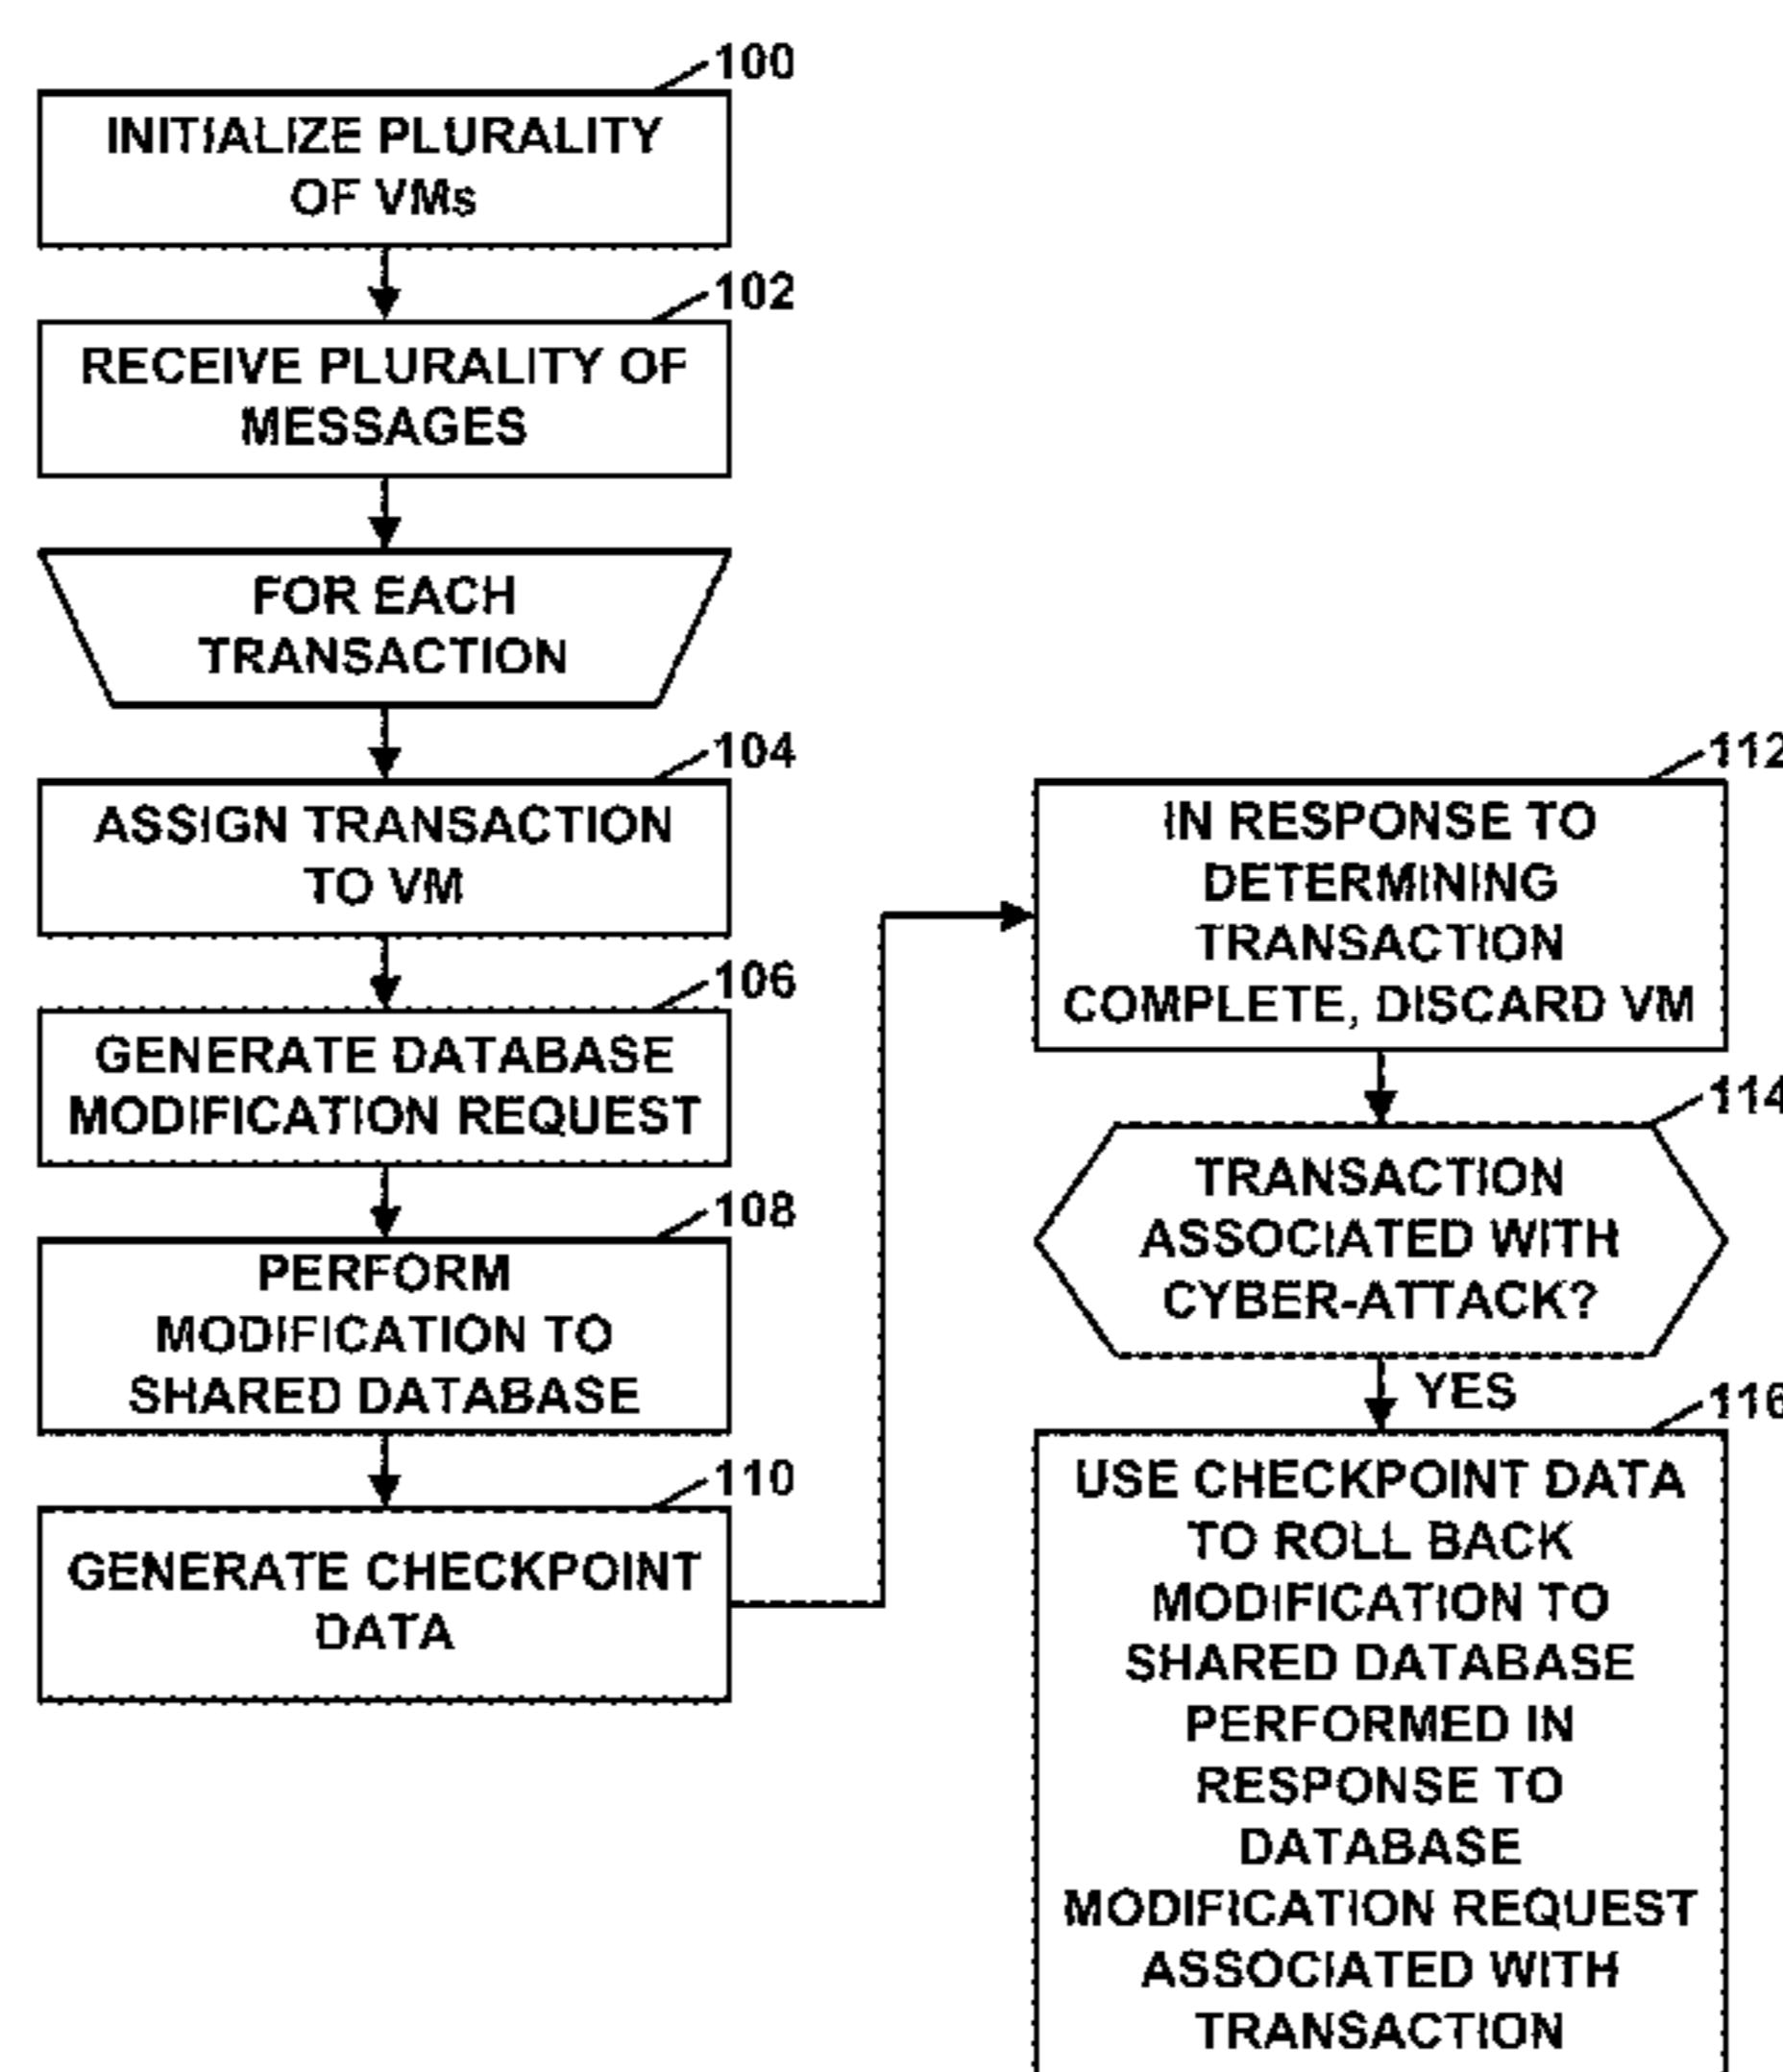 100
INITIALIZE PLURALITY
OF VMs
102
RECEIVE PLURALITY OF
MESSAGES
FOR EACH
TRANSACTION
104
ASSIGN TRANSACTION
TO VM
106
GENERATE DATABASE
MODIFICATION REQUEST
108
PERFORM
MODIFICATION TO
SHARED DATABASE
110
GENERATE CHECKPOINT
DATA
112
IN RESPONSE TO
DETERMINING
TRANSACTION
COMPLETE, DISCARD VM
114
TRANSACTION
ASSOCIATED WITH
CYBER-ATTACK?
YES
116
USE CHECKPOINT DATA
TO ROLL BACK
MODIFICATION TO
SHARED DATABASE
PERFORMED IN
RESPONSE TO
DATABASE
MODIFICATION REQUEST
ASSOCIATED WITH
TRANSACTION